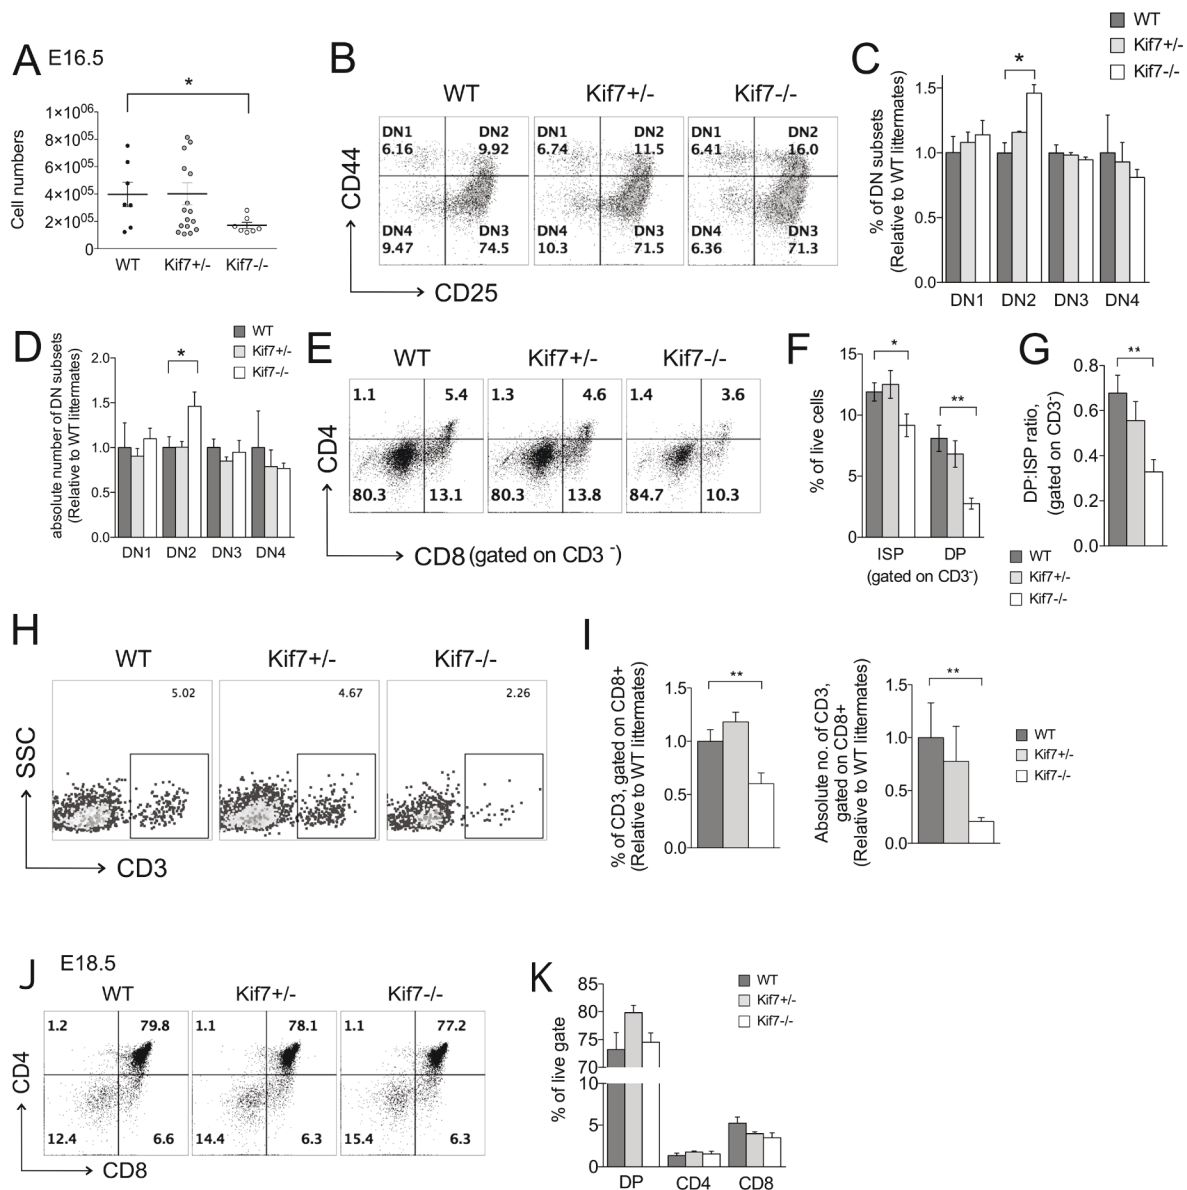 A E16.5
*
Cell numbers
1×10⁰⁶
8×10⁰⁵
6×10⁰⁵
4×10⁰⁵
2×10⁰⁵
0
WT Kif7+/- Kif7-/-
B
WT Kif7+/- Kif7-/-
DN1 DN2 DN1 DN2 DN1 DN2
6.16 9.92 6.74 11.5 6.41 16.0
DN4 DN3 DN4 DN3 DN4 DN3
9.47 74.5 10.3 71.5 6.36 71.3
CD44
CD25
C
WT
Kif7+/-
Kif7-/-
% of DN subsets
(Relative to WT littermates)
*
1.5
1.0
0.5
0.0
DN1 DN2 DN3 DN4
D
WT
Kif7+/-
Kif7-/-
absolute number of DN subsets
(Relative to WT littermates)
*
2.0
1.5
1.0
0.5
0.0
DN1 DN2 DN3 DN4
E
WT Kif7+/- Kif7-/-
1.1 5.4 1.3 4.6 1.4 3.6
80.3 13.1 80.3 13.8 84.7 10.3
CD4
CD8 (gated on CD3 ⁻)
F
% of live cells
15
10
5
0
*
**
ISP DP
(gated on CD3⁻)
G
DP:ISP ratio,
(gated on CD3⁻)
**
0.8
0.6
0.4
0.2
0.0
WT
Kif7+/-
Kif7-/-
H
WT Kif7+/- Kif7-/-
5.02 4.67 2.26
SSC
CD3
I
% of CD3, gated on CD8+
(Relative to WT littermates)
**
1.5
1.0
0.5
0.0
Absolute no. of CD3,
gated on CD8+
(Relative to WT littermates)
**
1.5
1.0
0.5
0.0
WT
Kif7+/-
Kif7-/-
J E18.5
WT Kif7+/- Kif7-/-
1.2 79.8 1.1 78.1 1.1 77.2
12.4 6.6 14.4 6.3 15.4 6.3
CD4
CD8
K
WT
Kif7+/-
Kif7-/-
% of live gate
85
80
75
70
10
5
0
DP CD4 CD8